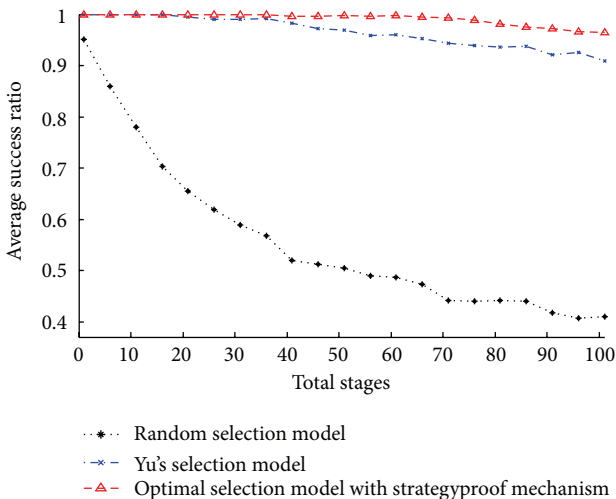 1
0.9
0.8
0.7
0.6
0.5
0.4
Average success ratio
0 10 20 30 40 50 60 70 80 90 100
Total stages
Random selection model
Yu's selection model
Optimal selection model with strategyproof mechanism